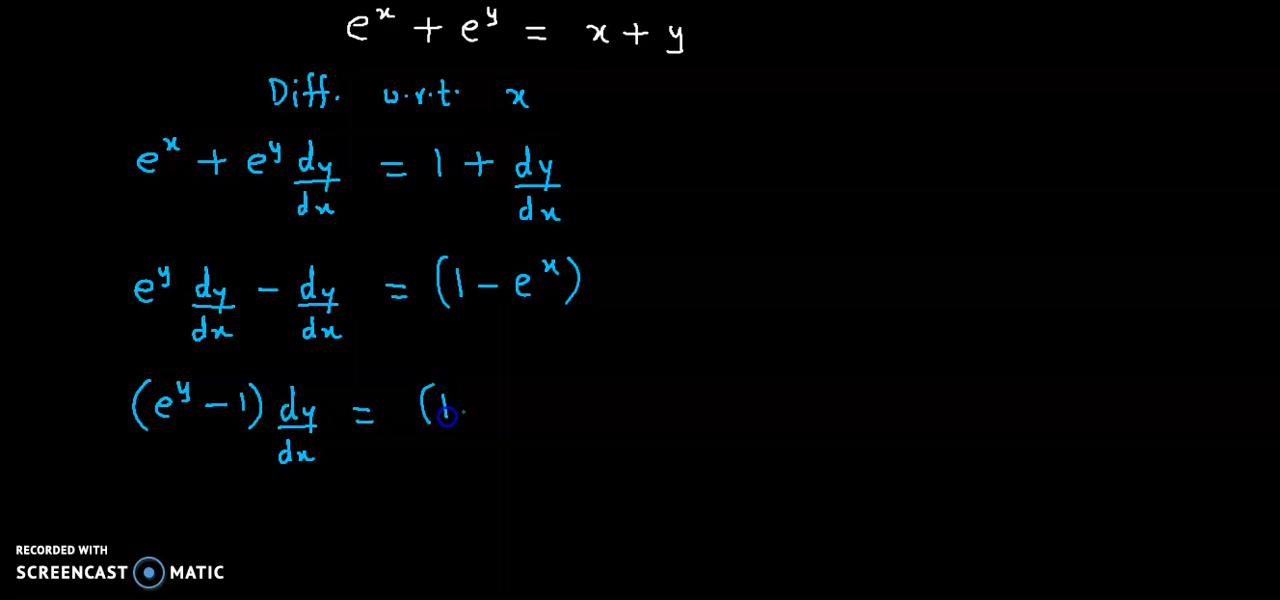 e^x + e^y = x + y
Diff. w.r.t. x
e^x + e^y dy/dx = 1 + dy/dx
e^y dy/dx - dy/dx = (1 - e^x)
(e^y - 1) dy/dx = (1
RECORDED WITH
SCREENCAST MATIC